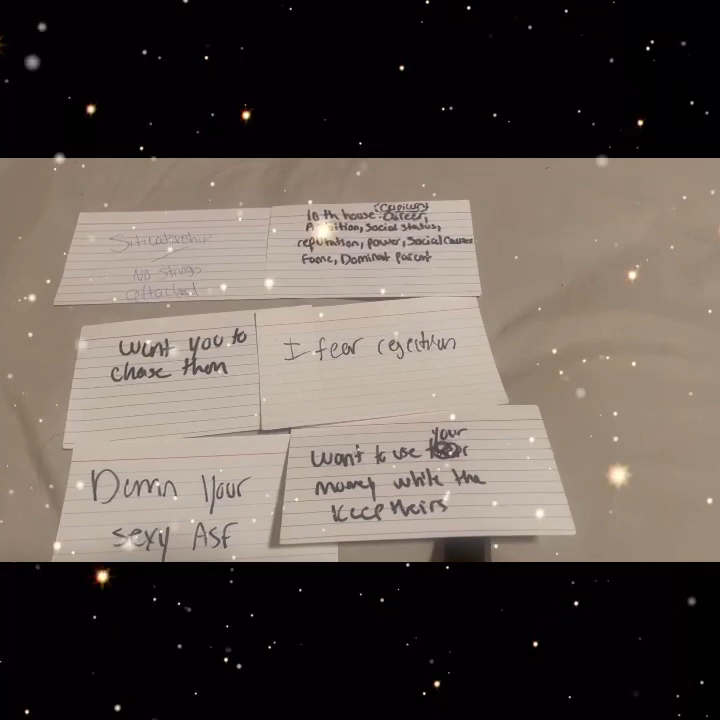 Situationship
No strings
attached
(Capricorn)
10th house: Career,
Ambition, Social status,
reputation, power, Social Causes
Fame, Dominant Parent
Want you to
chase them
I fear rejection
Damn Your
sexy ASF
your
Want to use
money while the
Keep theirs